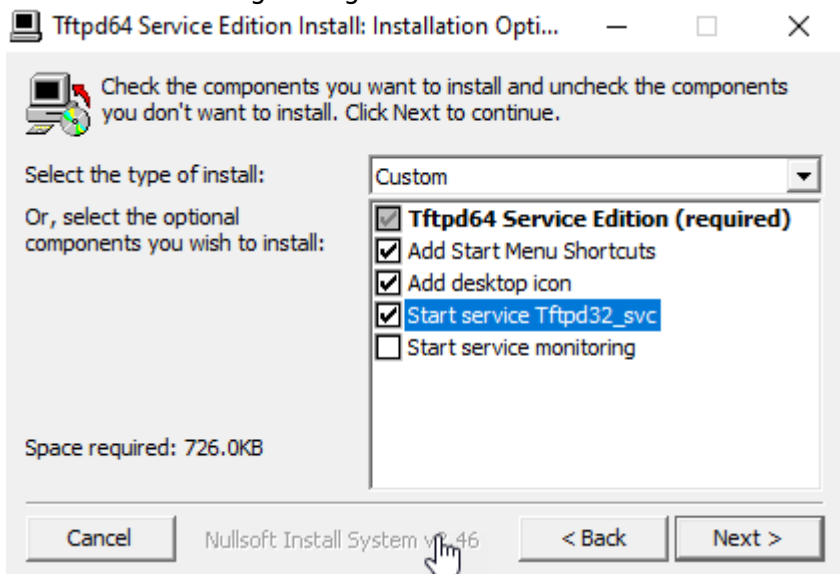 Tftpd64 Service Edition Install: Installation Opti...
Check the components you want to install and uncheck the components
you don't want to install. Click Next to continue.
Select the type of install:
Custom
Or, select the optional
components you wish to install:
Tftpd64 Service Edition (required)
Add Start Menu Shortcuts
Add desktop icon
Start service Tftpd32_svc
Start service monitoring
Space required: 726.0KB
Cancel
Nullsoft Install System
< Back
Next >